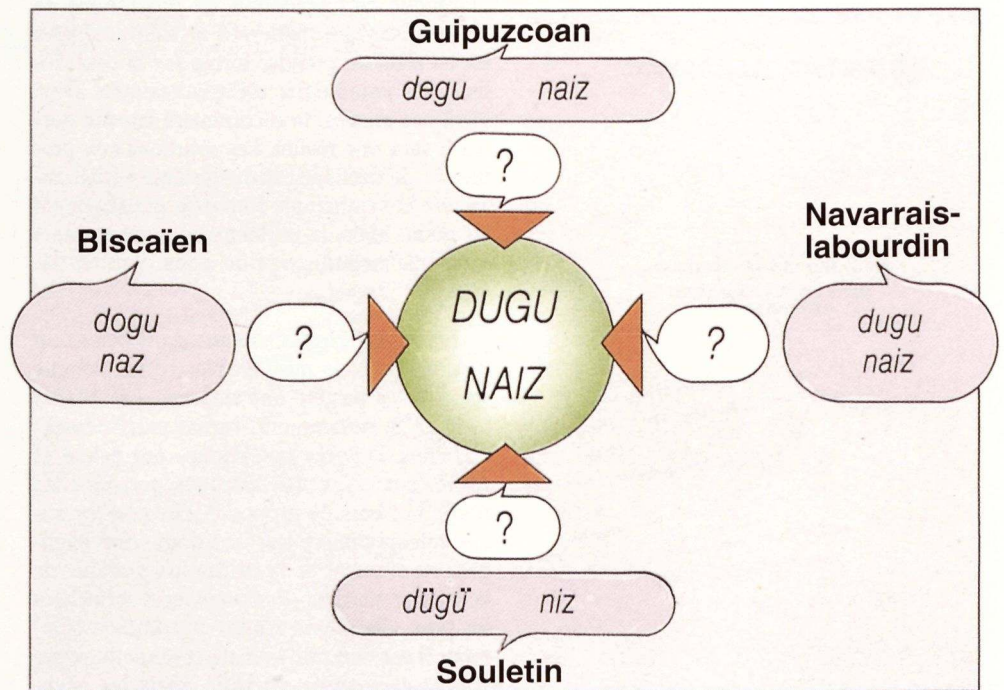 Guipuzcoan
degu naiz
?
Biscaïen
dogu
naz
?
DUGU
NAIZ
?
Navarrais-
labourdin
dugu
naiz
?
dügü niz
Souletin